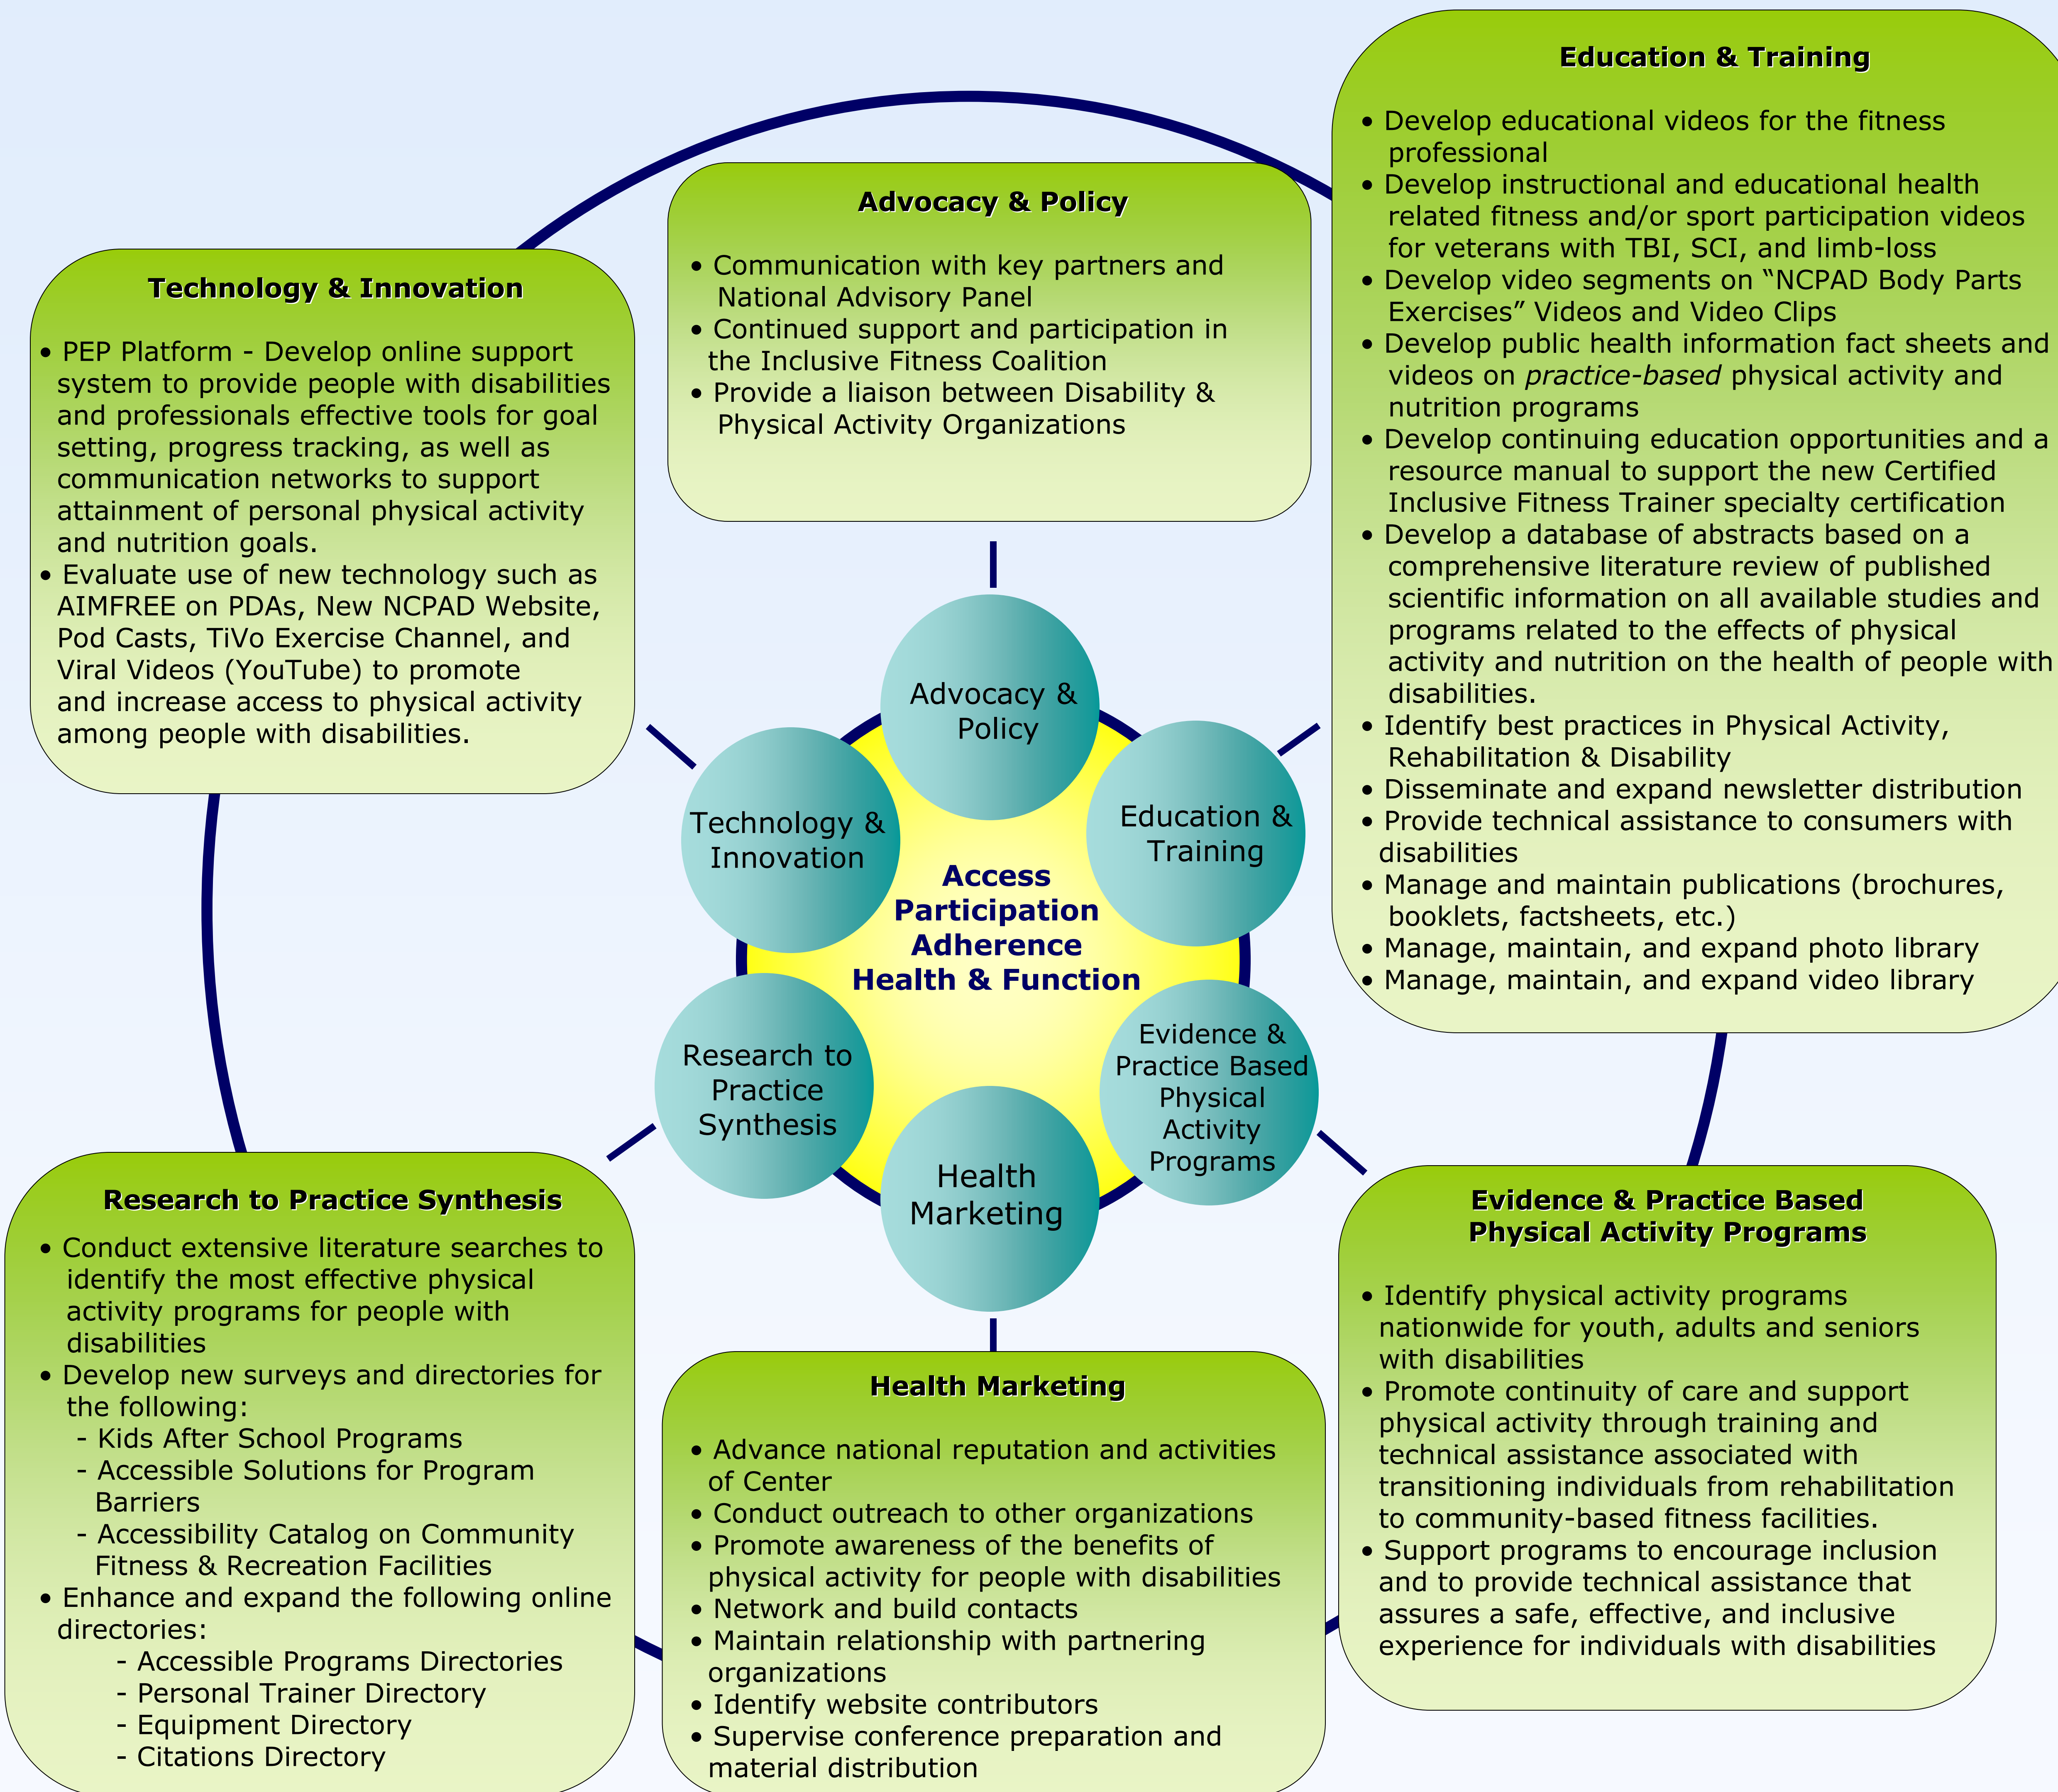 Education & Training
• Develop educational videos for the fitness
professional
• Develop instructional and educational health
related fitness and/or sport participation videos
for veterans with TBI, SCI, and limb-loss
• Develop video segments on “NCPAD Body Parts
Exercises” Videos and Video Clips
• Develop public health information fact sheets and
videos on practice-based physical activity and
nutrition programs
• Develop continuing education opportunities and a
resource manual to support the new Certified
Inclusive Fitness Trainer specialty certification
• Develop a database of abstracts based on a
comprehensive literature review of published
scientific information on all available studies and
programs related to the effects of physical
activity and nutrition on the health of people with
disabilities.
• Identify best practices in Physical Activity,
Rehabilitation & Disability
• Disseminate and expand newsletter distribution
• Provide technical assistance to consumers with
disabilities
• Manage and maintain publications (brochures,
booklets, factsheets, etc.)
• Manage, maintain, and expand photo library
• Manage, maintain, and expand video library
Advocacy & Policy
• Communication with key partners and
National Advisory Panel
• Continued support and participation in
the Inclusive Fitness Coalition
• Provide a liaison between Disability &
Physical Activity Organizations
Technology & Innovation
• PEP Platform - Develop online support
system to provide people with disabilities
and professionals effective tools for goal
setting, progress tracking, as well as
communication networks to support
attainment of personal physical activity
and nutrition goals.
• Evaluate use of new technology such as
AIMFREE on PDAs, New NCPAD Website,
Pod Casts, TiVo Exercise Channel, and
Viral Videos (YouTube) to promote
and increase access to physical activity
among people with disabilities.
Advocacy &
Policy
Technology &
Innovation
Education &
Training
Access
Participation
Adherence
Health & Function
Research to
Practice
Synthesis
Evidence &
Practice Based
Physical
Activity
Programs
Health
Marketing
Research to Practice Synthesis
• Conduct extensive literature searches to
identify the most effective physical
activity programs for people with
disabilities
• Develop new surveys and directories for
the following:
- Kids After School Programs
- Accessible Solutions for Program
Barriers
- Accessibility Catalog on Community
Fitness & Recreation Facilities
• Enhance and expand the following online
directories:
- Accessible Programs Directories
- Personal Trainer Directory
- Equipment Directory
- Citations Directory
Health Marketing
• Advance national reputation and activities
of Center
• Conduct outreach to other organizations
• Promote awareness of the benefits of
physical activity for people with disabilities
• Network and build contacts
• Maintain relationship with partnering
organizations
• Identify website contributors
• Supervise conference preparation and
material distribution
Evidence & Practice Based
Physical Activity Programs
• Identify physical activity programs
nationwide for youth, adults and seniors
with disabilities
• Promote continuity of care and support
physical activity through training and
technical assistance associated with
transitioning individuals from rehabilitation
to community-based fitness facilities.
• Support programs to encourage inclusion
and to provide technical assistance that
assures a safe, effective, and inclusive
experience for individuals with disabilities